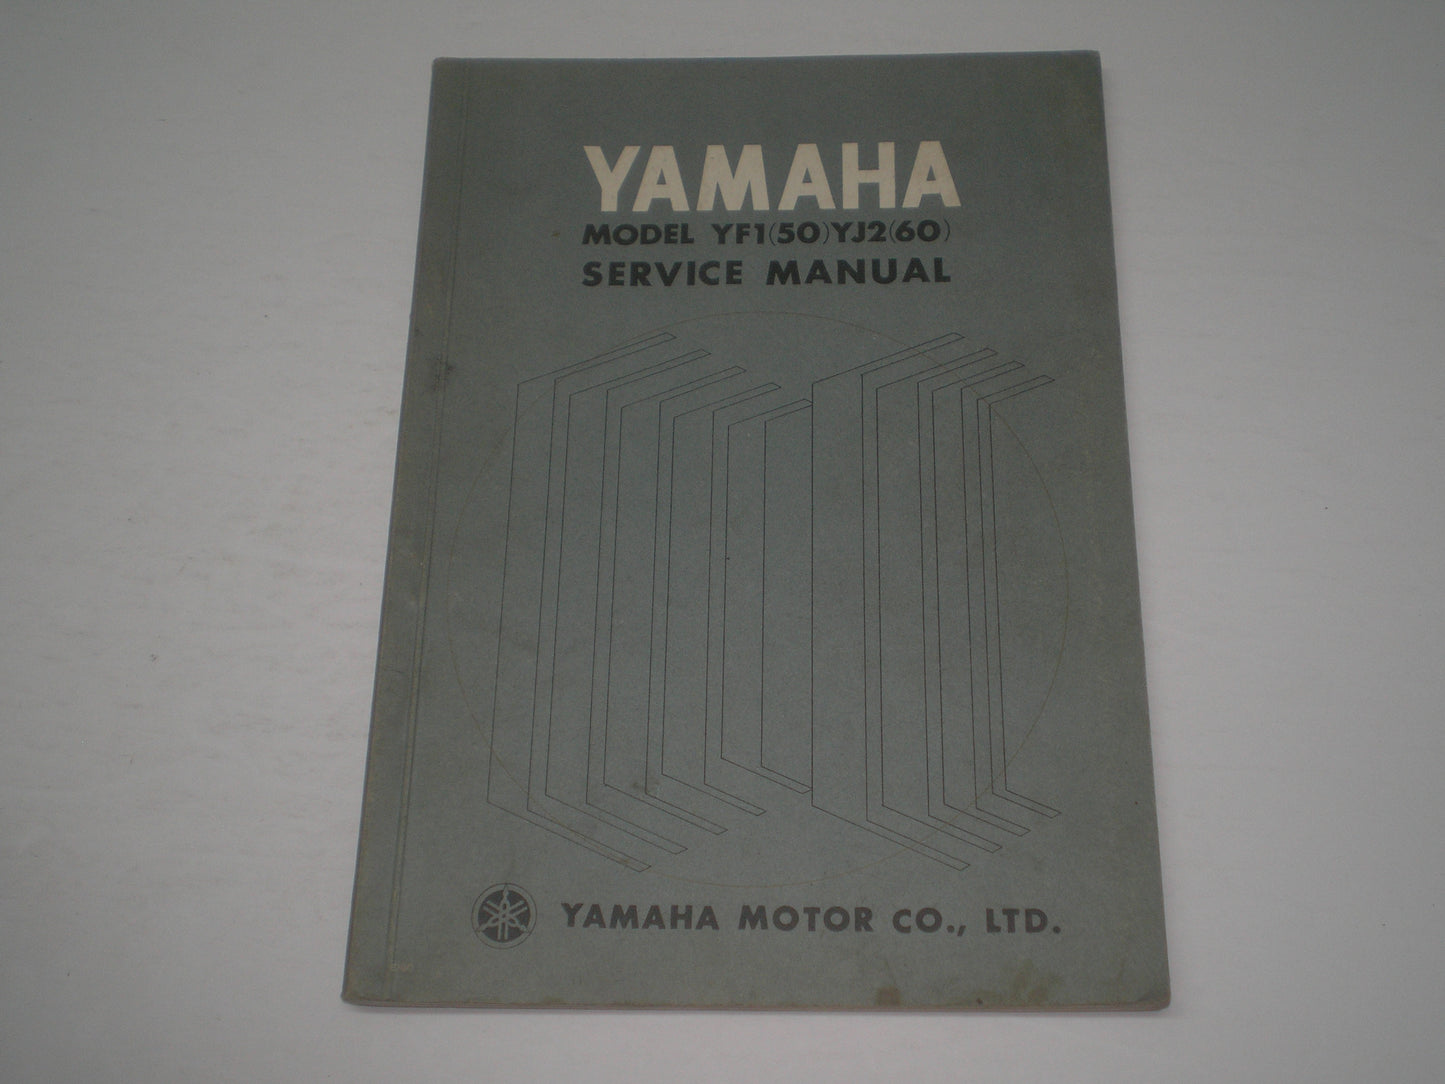 YAMAHA
MODEL YF1(50)YJ2(60)
SERVICE MANUAL
YAMAHA MOTOR CO., LTD.